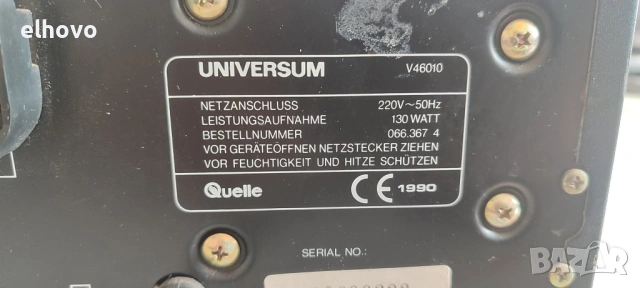 elhovo
UNIVERSUM V46010
NETZANSCHLUSS 220V~50Hz
LEISTUNGSAUFNAHME 130 WATT
BESTELLNUMMER 066.367 4
VOR GERÄTEÖFFNEN NETZSTECKER ZIEHEN
VOR FEUCHTIGKEIT UND HITZE SCHÜTZEN
Quelle CE 1990
SERIAL NO.:
BAZAR